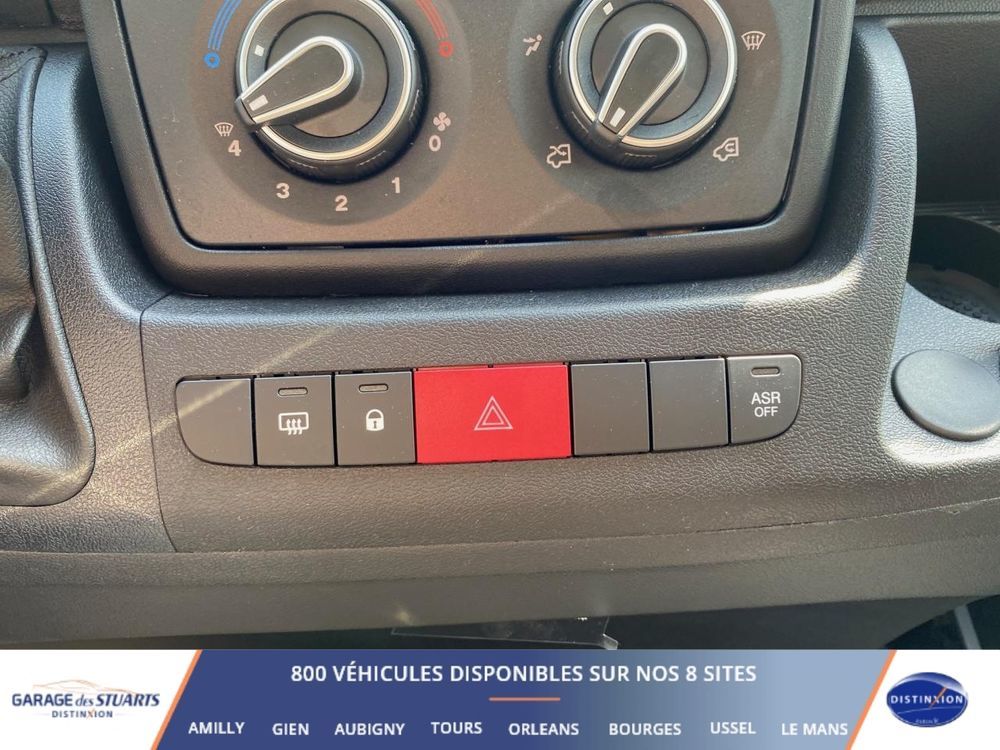 4
3
2
1
0
ASR
OFF
800 VÉHICULES DISPONIBLES SUR NOS 8 SITES
GARAGE des STUARTS
DISTINXION
AMILLY GIEN AUBIGNY TOURS ORLEANS BOURGES USSEL LE MANS
DISTINXION